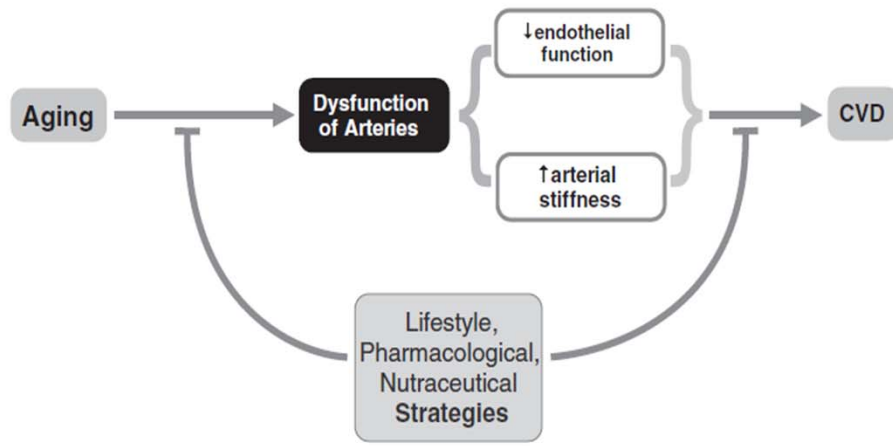 Aging
Dysfunction
of Arteries
↓endothelial
function
↑arterial
stiffness
CVD
Lifestyle,
Pharmacological,
Nutraceutical
Strategies